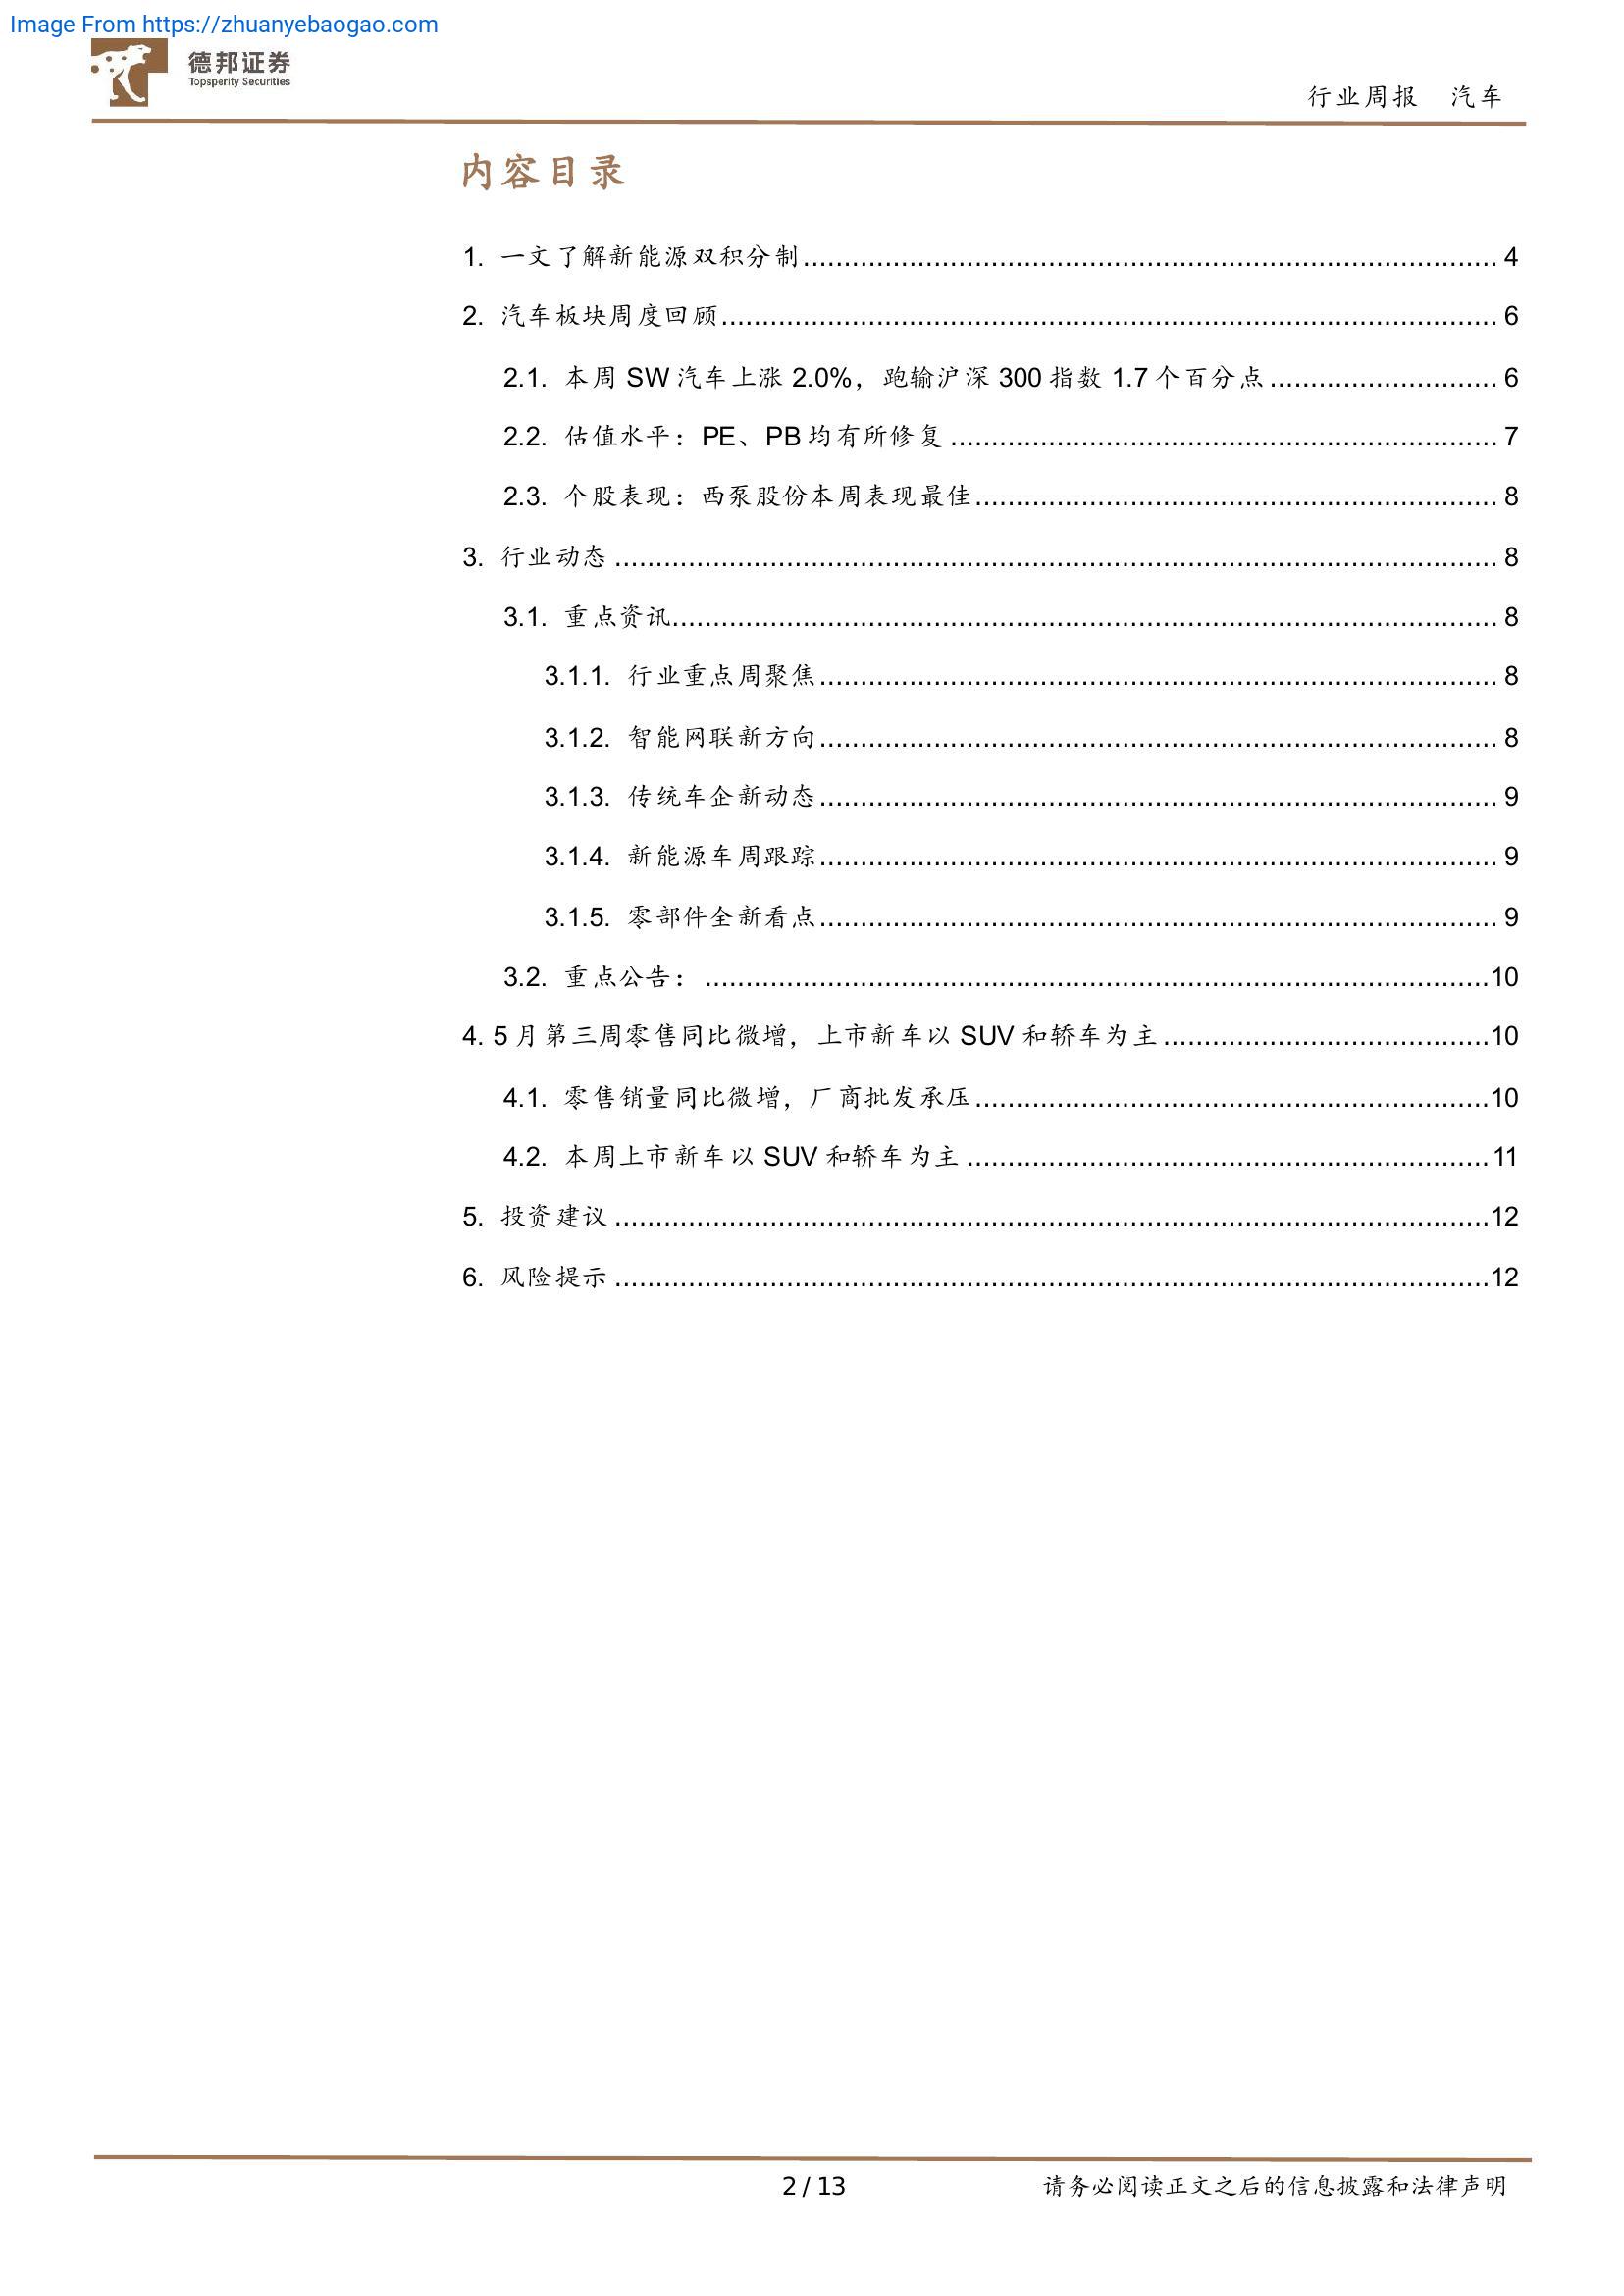 Image From https://zhuanyebaogao.com
德邦证券
Topsperity Securities
行业周报 汽车
内容目录
1. 一文了解新能源双积分制 4
2. 汽车板块周度回顾 6
2.1. 本周 SW 汽车上涨 2.0%，跑输沪深 300 指数 1.7 个百分点 6
2.2. 估值水平：PE、PB 均有所修复 7
2.3. 个股表现：西泵股份本周表现最佳 8
3. 行业动态 8
3.1. 重点资讯 8
3.1.1. 行业重点周聚焦 8
3.1.2. 智能网联新方向 8
3.1.3. 传统车企新动态 9
3.1.4. 新能源车周跟踪 9
3.1.5. 零部件全新看点 9
3.2. 重点公告： 10
4. 5 月第三周零售同比微增，上市新车以 SUV 和轿车为主 10
4.1. 零售销量同比微增，厂商批发承压 10
4.2. 本周上市新车以 SUV 和轿车为主 11
5. 投资建议 12
6. 风险提示 12
2 / 13
请务必阅读正文之后的信息披露和法律声明